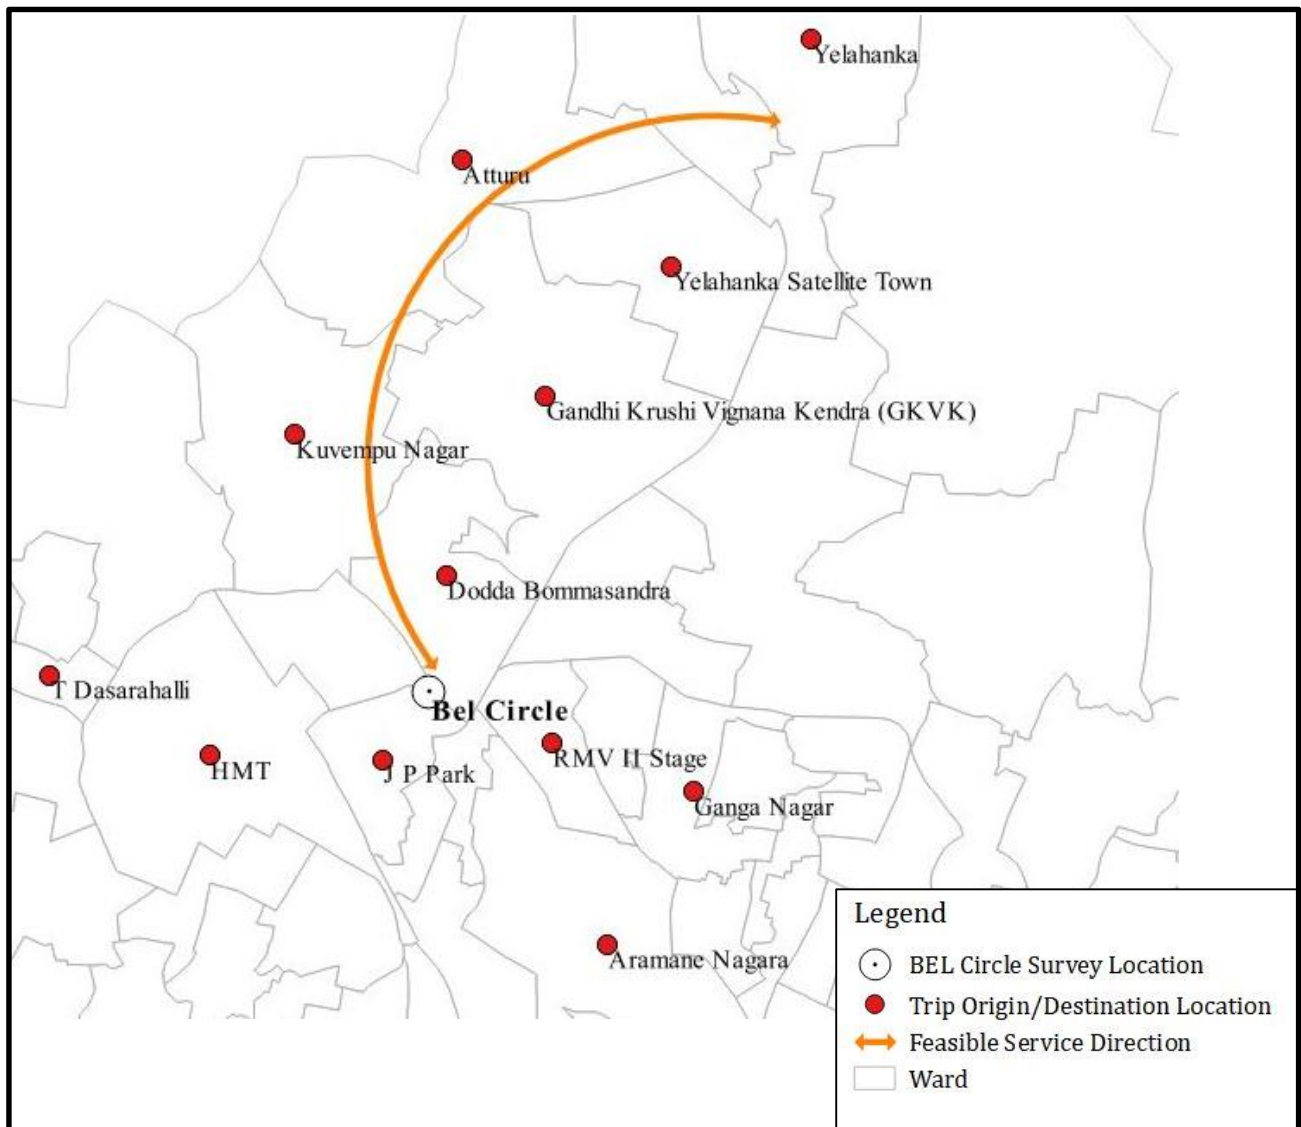 Yelahanka
Atturu
Yelahanka Satellite Town
Gandhi Krushi Vignana Kendra (GKVK)
Kuvempu Nagar
Dodda Bommasandra
T Dasarahalli
Bel Circle
RMV II Stage
HMT
J P Park
Ganga Nagar
Aramane Nagara
Legend
BEL Circle Survey Location
Trip Origin/Destination Location
Feasible Service Direction
Ward